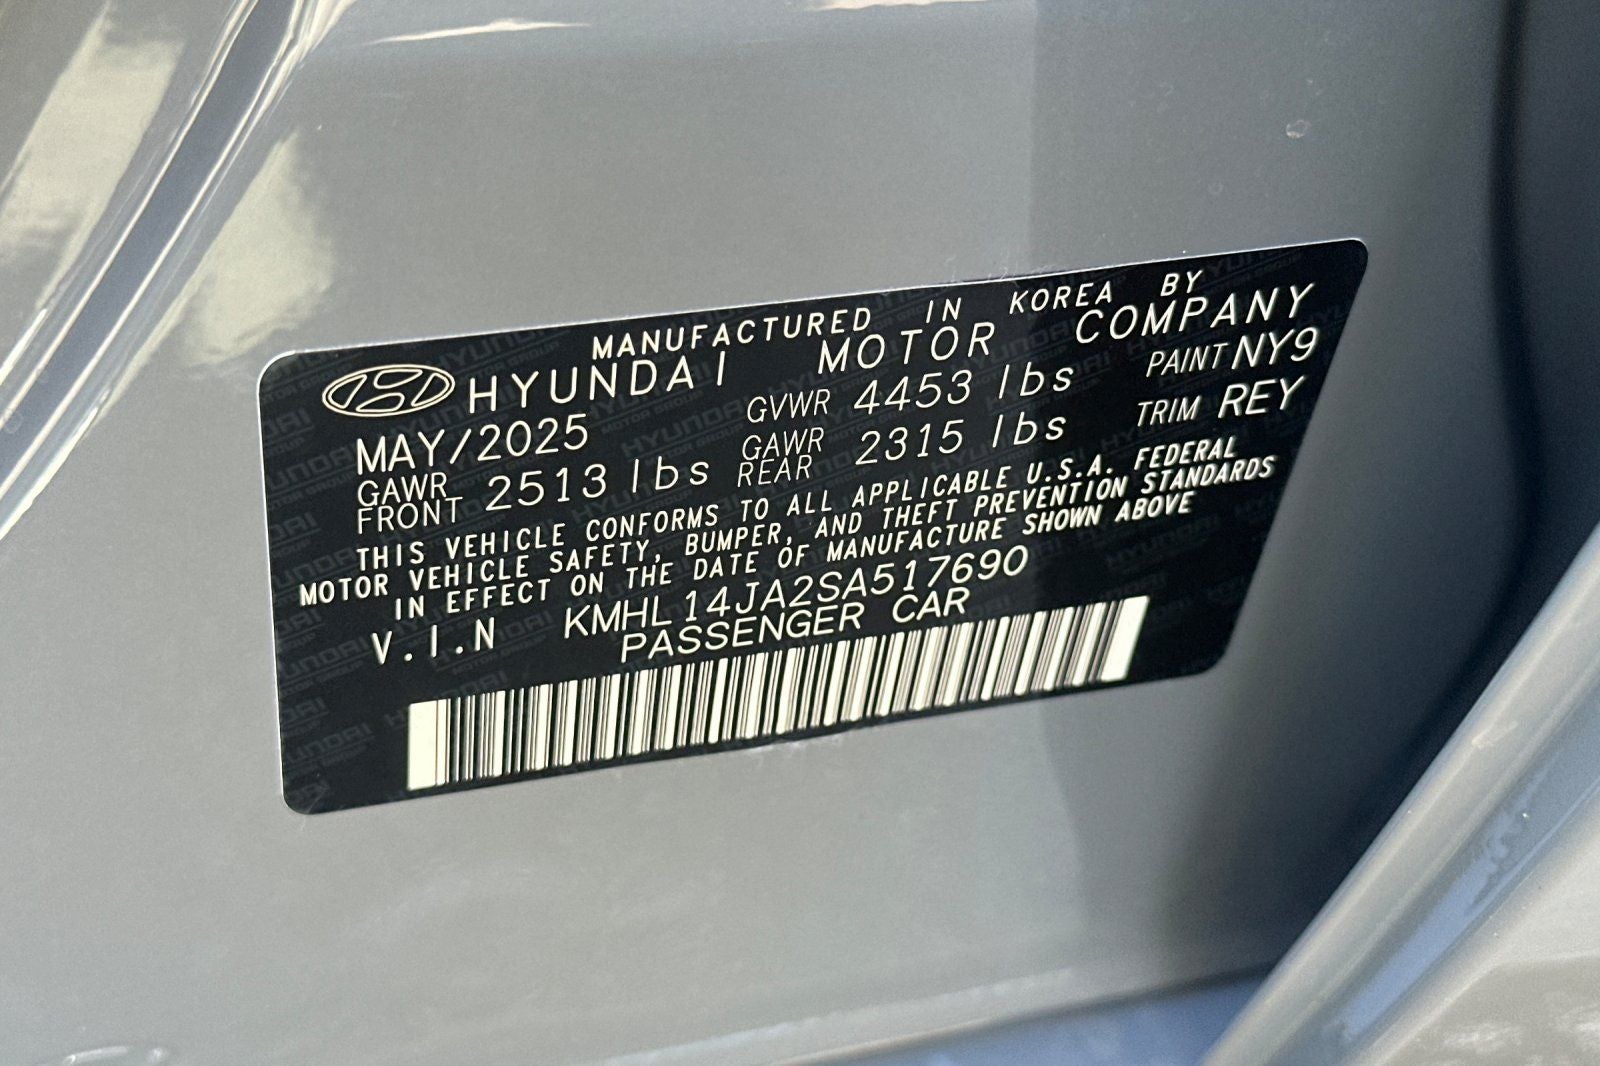 MANUFACTURED IN KOREA BY
HYUNDAI MOTOR COMPANY
MAY/2025 GVWR 4453 lbs PAINT NY9
GAWR FRONT 2513 lbs GAWR REAR 2315 lbs TRIM REY
THIS VEHICLE CONFORMS TO ALL APPLICABLE U.S.A. FEDERAL
MOTOR VEHICLE SAFETY, BUMPER, AND THEFT PREVENTION STANDARDS
IN EFFECT ON THE DATE OF MANUFACTURE SHOWN ABOVE
V.I.N KMHL14JA2SA517690
PASSENGER CAR